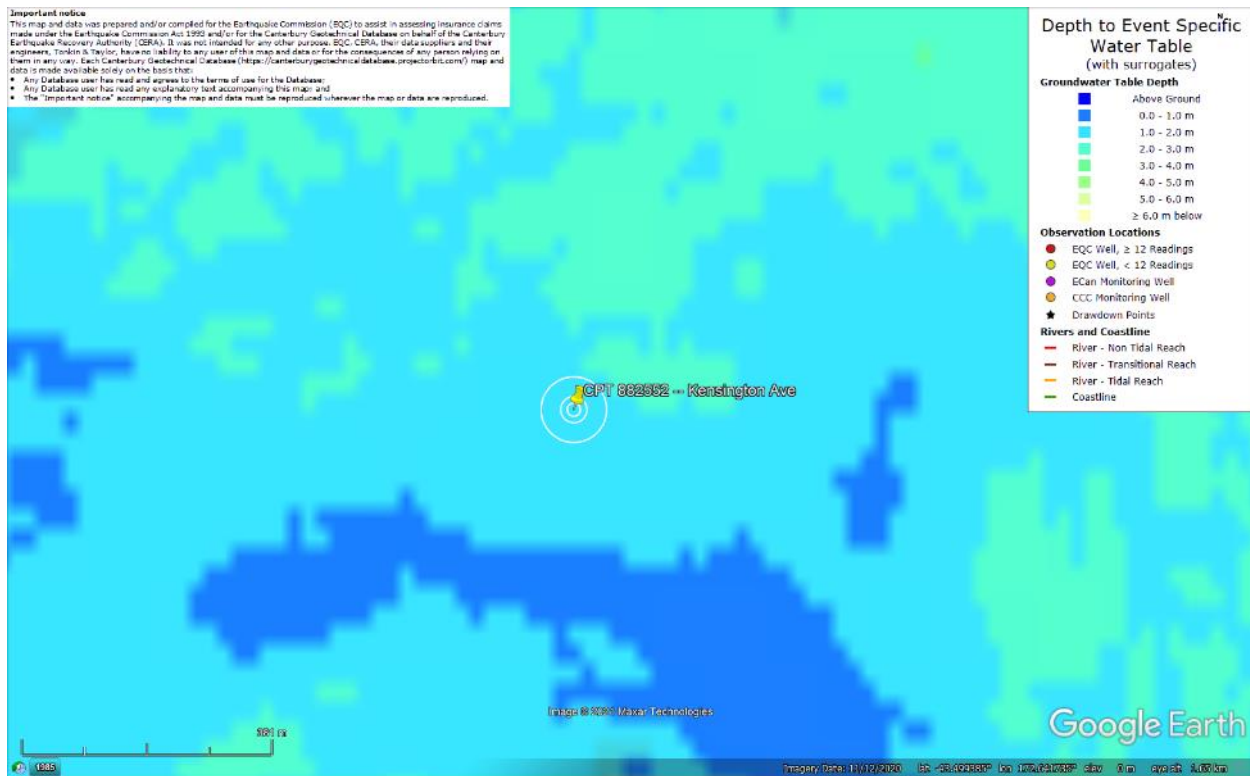 Important notice
This map and data was prepared and/or compiled for the Earthquake Commission (EQC) to assist in assessing insurance claims
made under the Earthquake Commission Act 1993 and/or for the Canterbury Geotechnical Database on behalf of the Canterbury
Earthquake Recovery Authority (CERA). It was not intended for any other purpose. EQC, CERA, their data suppliers and their
engineers, Tonkin & Taylor, have no liability to any user of this map and data or for the consequences of any person relying on
them in any way. Each Canterbury Geotechnical Database (https://canterburygeotechnicaldatabase.projectorbit.com/) map and
data is made available solely on the basis that:
• Any Database user has read and agrees to the terms of use for the Database;
• Any Database user has read any explanatory text accompanying this map; and
• The "Important notice" accompanying the map and data must be reproduced wherever the map or data are reproduced.
N
Depth to Event Specific
Water Table
(with surrogates)
Groundwater Table Depth
Above Ground
0.0 - 1.0 m
1.0 - 2.0 m
2.0 - 3.0 m
3.0 - 4.0 m
4.0 - 5.0 m
5.0 - 6.0 m
≥ 6.0 m below
Observation Locations
EQC Well, ≥ 12 Readings
EQC Well, < 12 Readings
ECan Monitoring Well
CCC Monitoring Well
Drawdown Points
Rivers and Coastline
River - Non Tidal Reach
River - Transitional Reach
River - Tidal Reach
Coastline
CPT 882552 -- Kensington Ave
Image © 2021 Maxar Technologies
Google Earth
361 m
1985
Imagery Date: 11/12/2020 lat lon elev 0 m eye alt